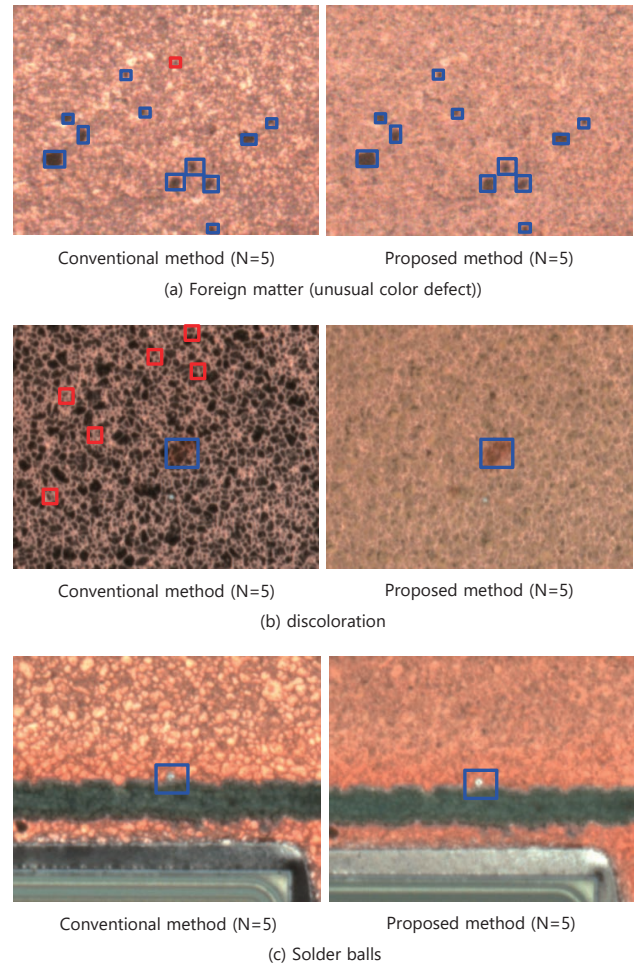 Conventional method (N=5) Proposed method (N=5)
(a) Foreign matter (unusual color defect))
Conventional method (N=5) Proposed method (N=5)
(b) discoloration
Conventional method (N=5) Proposed method (N=5)
(c) Solder balls